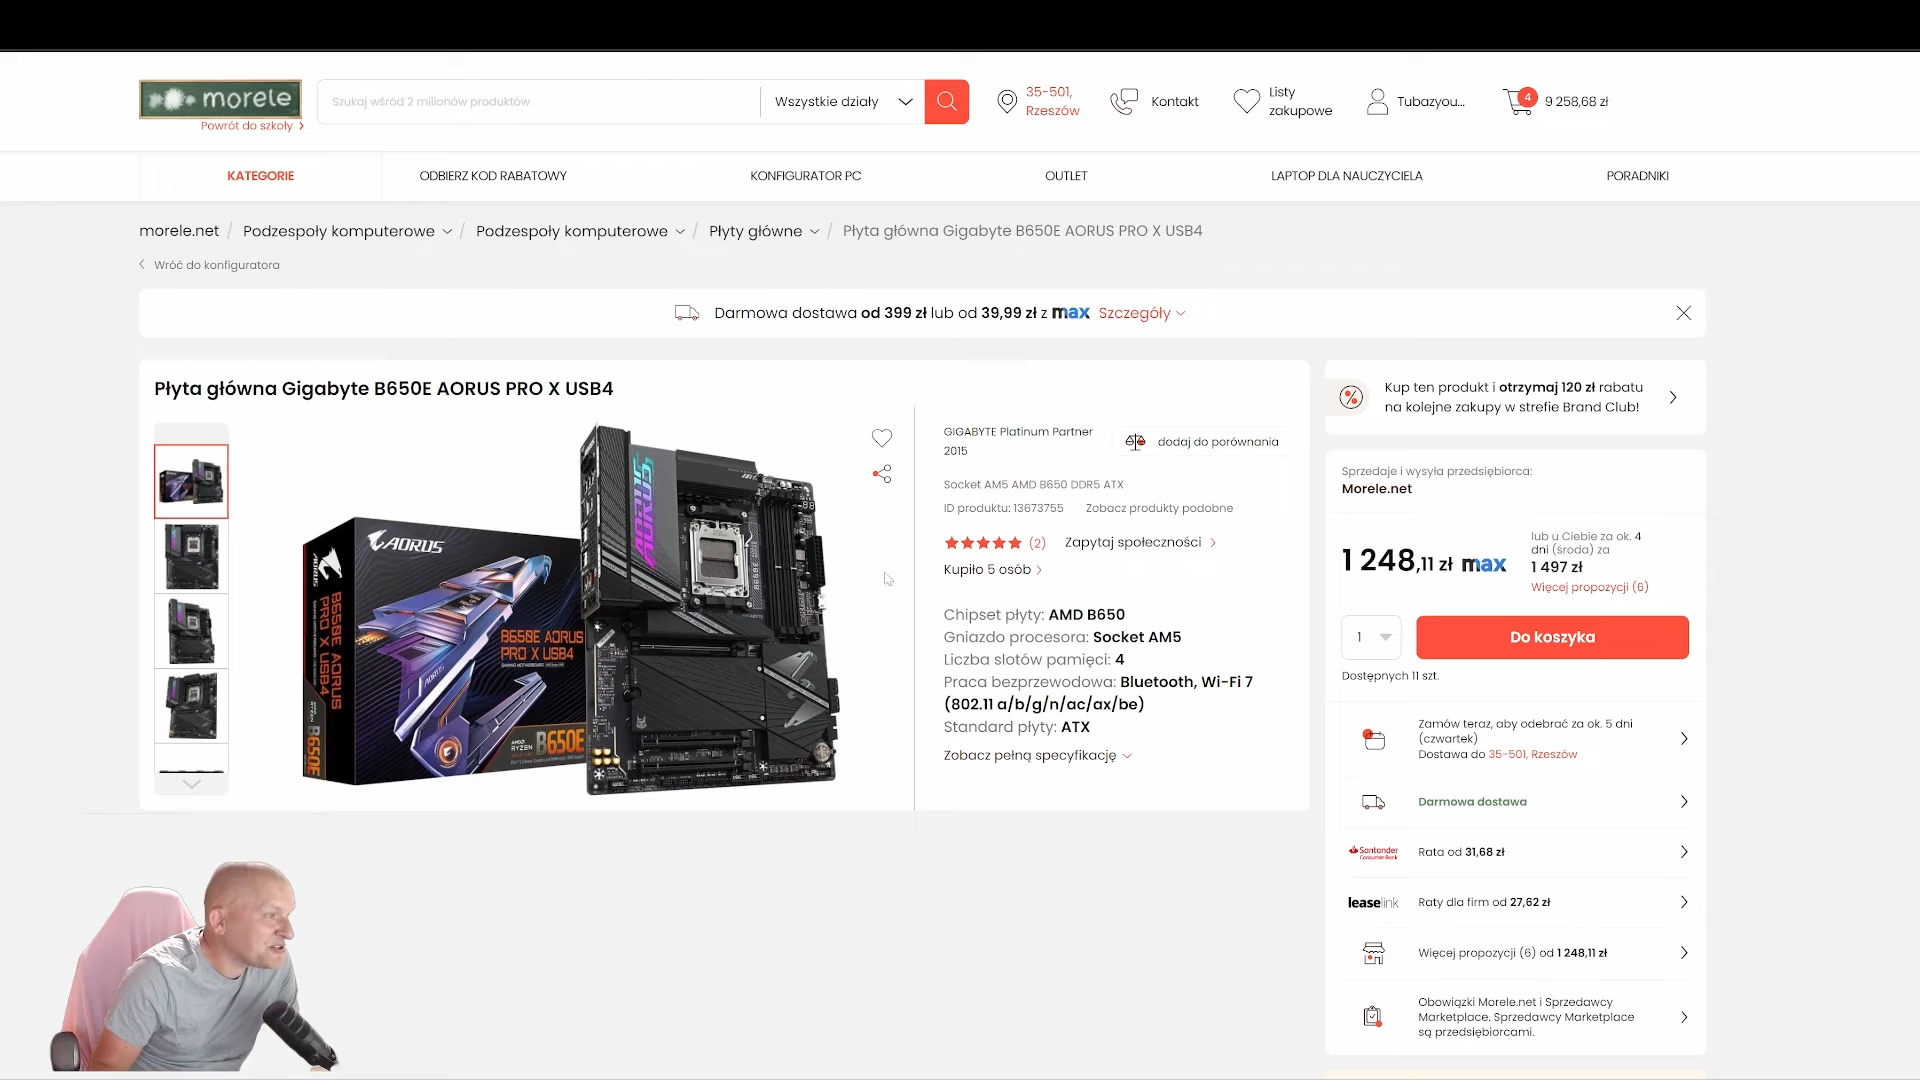 morele
Powrót do szkoły
Szukaj wśród 2 milionów produktów
Wszystkie działy
35-501,
Rzeszów
Kontakt
Listy
zakupowe
Tubazyou...
4
9 258,68 zł
KATEGORIE
ODBIERZ KOD RABATOWY
KONFIGURATOR PC
OUTLET
LAPTOP DLA NAUCZYCIELA
PORADNIKI
morele.net / Podzespoły komputerowe / Podzespoły komputerowe / Płyty główne / Płyta główna Gigabyte B650E AORUS PRO X USB4
Wróć do konfiguratora
Darmowa dostawa od 399 zł lub od 39,99 zł z max Szczegóły
Płyta główna Gigabyte B650E AORUS PRO X USB4
AORUS
AORUS
B650E AORUS
PRO X USB4
B650E
B650E AORUS
PRO X USB4
AMD
RYZEN
B650E
AORUS
GIGABYTE Platinum Partner
2015
dodaj do porównania
Socket AM5 AMD B650 DDR5 ATX
ID produktu: 13673755
Zobacz produkty podobne
(2)
Zapytaj społeczności
Kupiło 5 osób
Chipset płyty: AMD B650
Gniazdo procesora: Socket AM5
Liczba slotów pamięci: 4
Praca bezprzewodowa: Bluetooth, Wi-Fi 7
(802.11 a/b/g/n/ac/ax/be)
Standard płyty: ATX
Zobacz pełną specyfikację
Kup ten produkt i otrzymaj 120 zł rabatu
na kolejne zakupy w strefie Brand Club!
Sprzedaje i wysyła przedsiębiorca:
Morele.net
1 248,11 zł max
lub u Ciebie za ok. 4
dni (środa) za
1 497 zł
Więcej propozycji (6)
1
Do koszyka
Dostępnych 11 szt.
Zamów teraz, aby odebrać za ok. 5 dni
(czwartek)
Dostawa do 35-501, Rzeszów
Darmowa dostawa
Santander
Consumer Bank
Rata od 31,68 zł
leaselink
Raty dla firm od 27,62 zł
Więcej propozycji (6) od 1 248,11 zł
Obowiązki Morele.net i Sprzedawcy
Marketplace. Sprzedawcy Marketplace
są przedsiębiorcami.